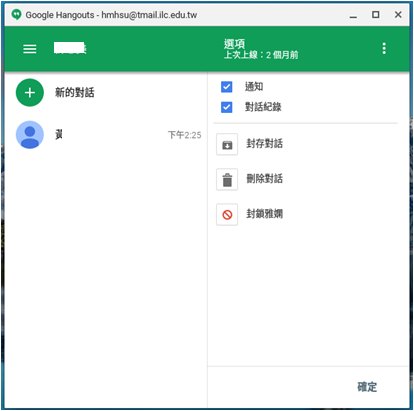 Google Hangouts - hmhsu@tmail.ilc.edu.tw
選項
上次上線：2 個月前
新的對話
黃
下午2:25
通知
對話紀錄
封存對話
刪除對話
封鎖雅嫻
確定